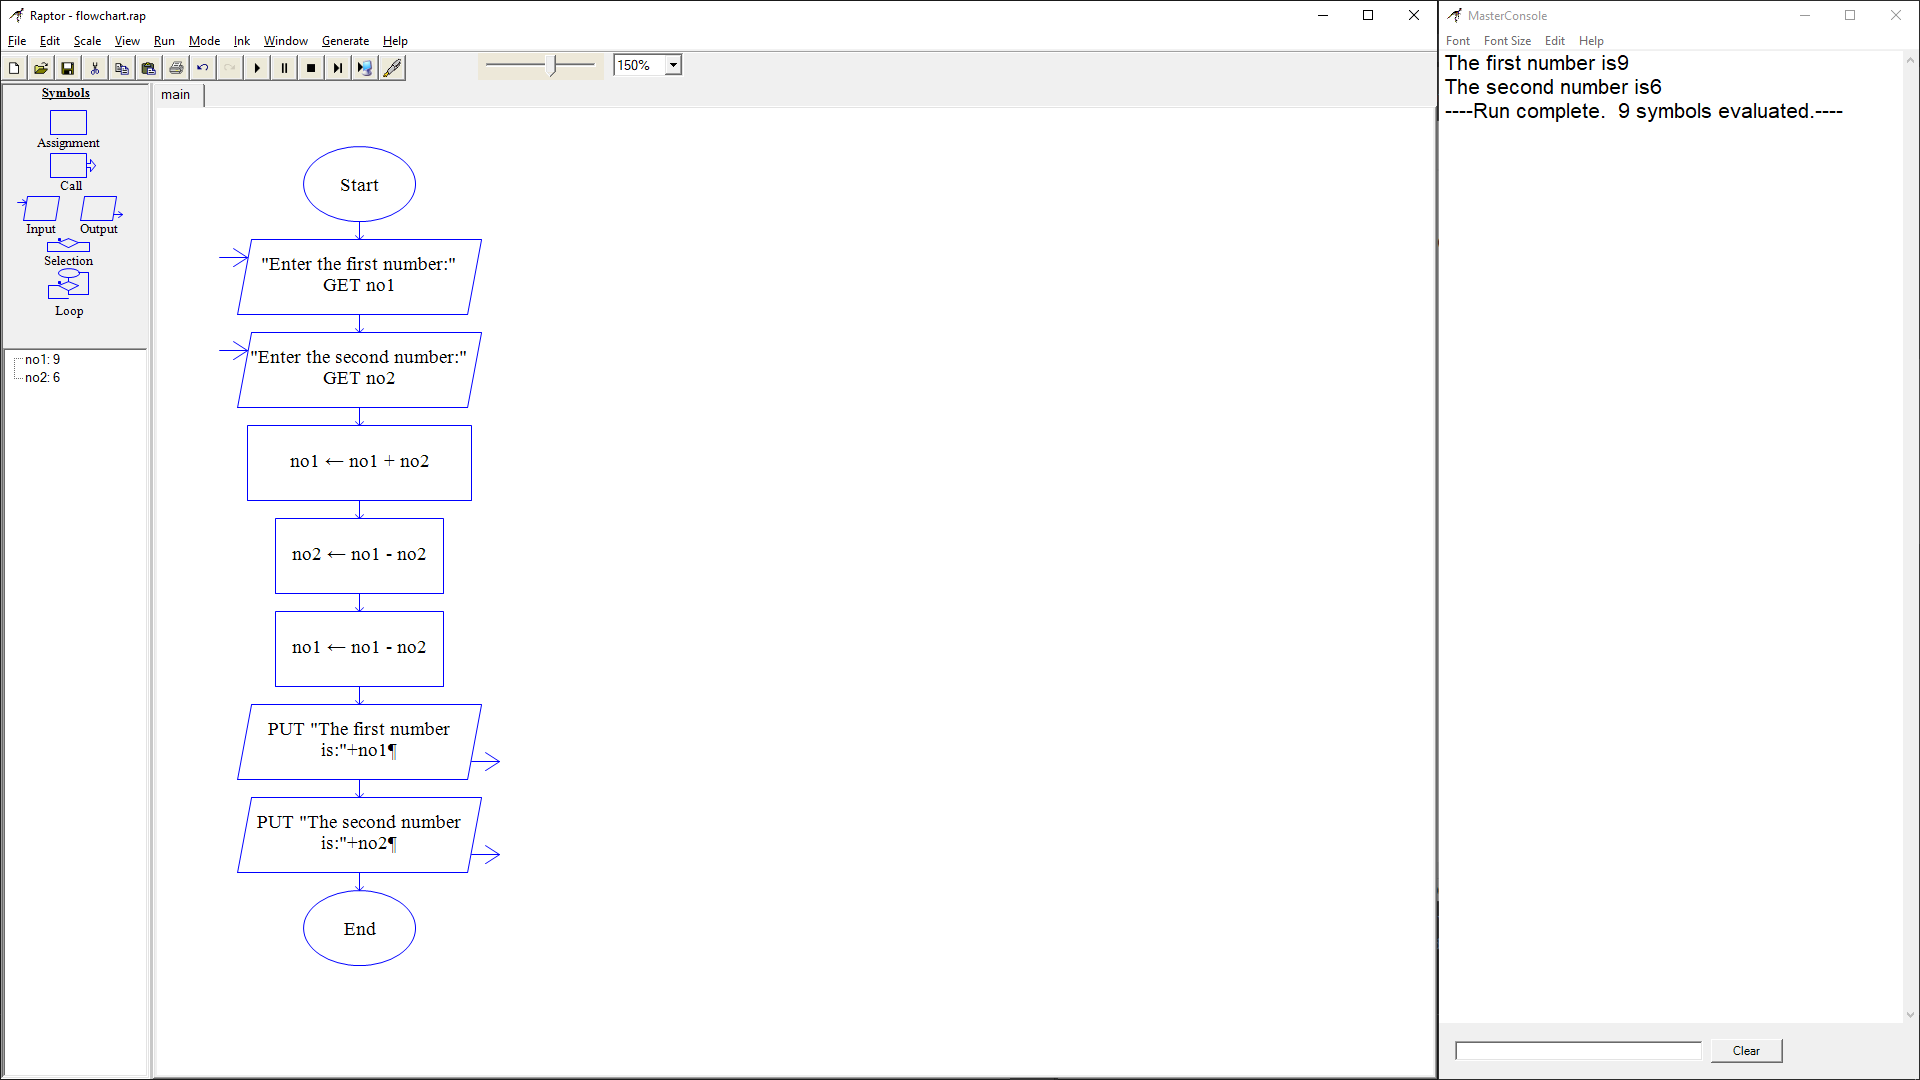 Raptor - flowchart.rap
File Edit Scale View Run Mode Ink Window Generate Help
150%
Symbols
Assignment
Call
Input Output
Selection
Loop
no1: 9
no2: 6
main
Start
"Enter the first number:"
GET no1
"Enter the second number:"
GET no2
no1 ← no1 + no2
no2 ← no1 - no2
no1 ← no1 - no2
PUT "The first number
is:"+no1¶
PUT "The second number
is:"+no2¶
End
MasterConsole
Font Font Size Edit Help
The first number is9
The second number is6
----Run complete.  9 symbols evaluated.----
Clear